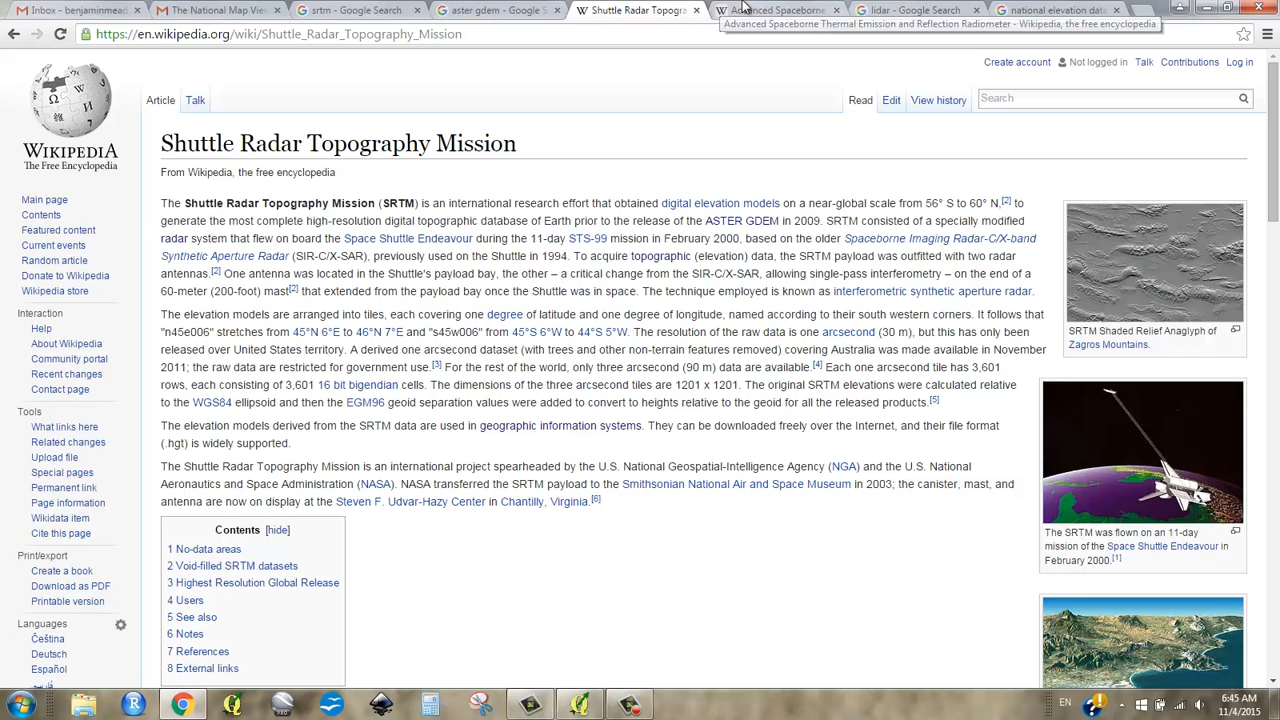 Inbox - benjaminmead
The National Map View
srtm - Google Search
aster gdem - Google S
Shuttle Radar Topogra
Advanced Spaceborne
lidar - Google Search
national elevation data
Advanced Spaceborne Thermal Emission and Reflection Radiometer - Wikipedia, the free encyclopedia
https://en.wikipedia.org/wiki/Shuttle_Radar_Topography_Mission
Create account Not logged in Talk Contributions Log in
Article Talk Read Edit View history Search
WIKIPEDIA
The Free Encyclopedia
Main page
Contents
Featured content
Current events
Random article
Donate to Wikipedia
Wikipedia store
Interaction
Help
About Wikipedia
Community portal
Recent changes
Contact page
Tools
What links here
Related changes
Upload file
Special pages
Permanent link
Page information
Wikidata item
Cite this page
Print/export
Create a book
Download as PDF
Printable version
Languages
Čeština
Deutsch
Español
Shuttle Radar Topography Mission
From Wikipedia, the free encyclopedia
The Shuttle Radar Topography Mission (SRTM) is an international research effort that obtained digital elevation models on a near-global scale from 56° S to 60° N,[2] to
generate the most complete high-resolution digital topographic database of Earth prior to the release of the ASTER GDEM in 2009. SRTM consisted of a specially modified
radar system that flew on board the Space Shuttle Endeavour during the 11-day STS-99 mission in February 2000, based on the older Spaceborne Imaging Radar-C/X-band
Synthetic Aperture Radar (SIR-C/X-SAR), previously used on the Shuttle in 1994. To acquire topographic (elevation) data, the SRTM payload was outfitted with two radar
antennas.[2] One antenna was located in the Shuttle's payload bay, the other – a critical change from the SIR-C/X-SAR, allowing single-pass interferometry – on the end of a
60-meter (200-foot) mast[2] that extended from the payload bay once the Shuttle was in space. The technique employed is known as interferometric synthetic aperture radar.
The elevation models are arranged into tiles, each covering one degree of latitude and one degree of longitude, named according to their south western corners. It follows that
"n45e006" stretches from 45°N 6°E to 46°N 7°E and "s45w006" from 45°S 6°W to 44°S 5°W. The resolution of the raw data is one arcsecond (30 m), but this has only been
released over United States territory. A derived one arcsecond dataset (with trees and other non-terrain features removed) covering Australia was made available in November
2011; the raw data are restricted for government use.[3] For the rest of the world, only three arcsecond (90 m) data are available.[4] Each one arcsecond tile has 3,601
rows, each consisting of 3,601 16 bit bigendian cells. The dimensions of the three arcsecond tiles are 1201 x 1201. The original SRTM elevations were calculated relative
to the WGS84 ellipsoid and then the EGM96 geoid separation values were added to convert to heights relative to the geoid for all the released products.[5]
The elevation models derived from the SRTM data are used in geographic information systems. They can be downloaded freely over the Internet, and their file format
(.hgt) is widely supported.
The Shuttle Radar Topography Mission is an international project spearheaded by the U.S. National Geospatial-Intelligence Agency (NGA) and the U.S. National
Aeronautics and Space Administration (NASA). NASA transferred the SRTM payload to the Smithsonian National Air and Space Museum in 2003; the canister, mast, and
antenna are now on display at the Steven F. Udvar-Hazy Center in Chantilly, Virginia.[6]
Contents [hide]
1 No-data areas
2 Void-filled SRTM datasets
3 Highest Resolution Global Release
4 Users
5 See also
6 Notes
7 References
8 External links
SRTM Shaded Relief Anaglyph of
Zagros Mountains.
The SRTM was flown on an 11-day
mission of the Space Shuttle Endeavour in
February 2000.[1]
EN
6:45 AM
11/4/2015